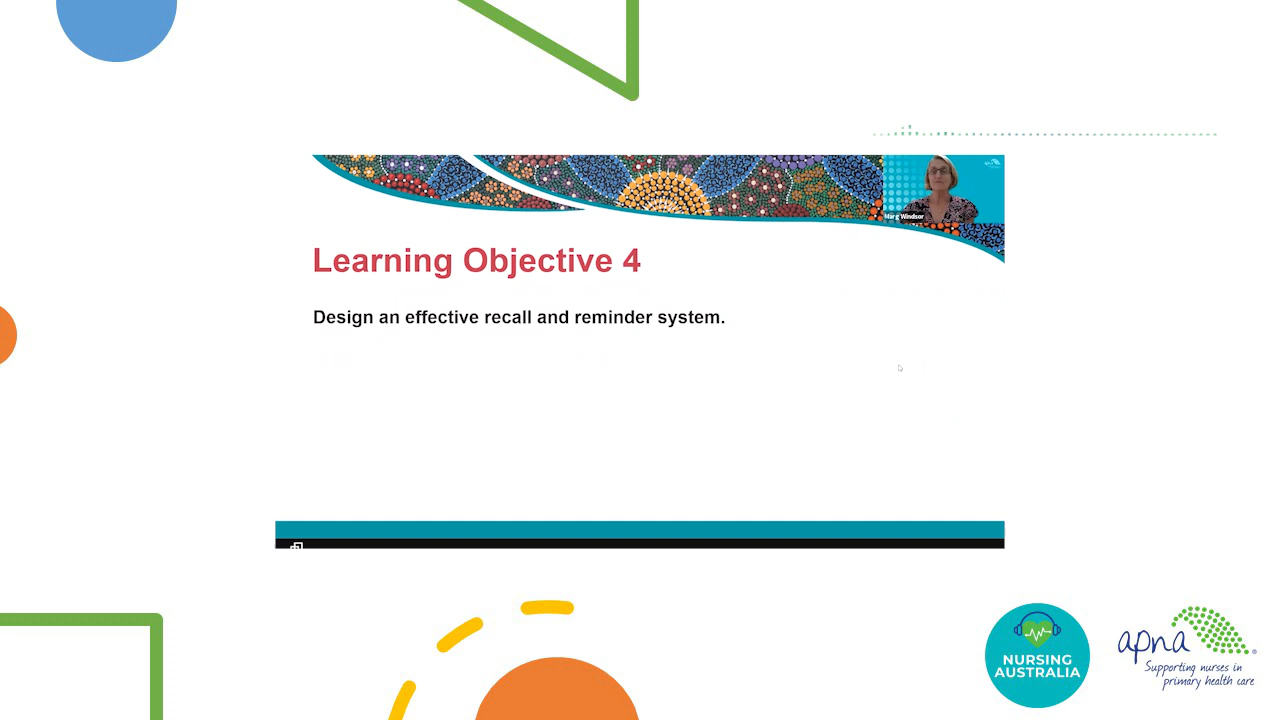 Marg Windsor
Learning Objective 4
Design an effective recall and reminder system.
NURSING
AUSTRALIA
apna
Supporting nurses in
primary health care